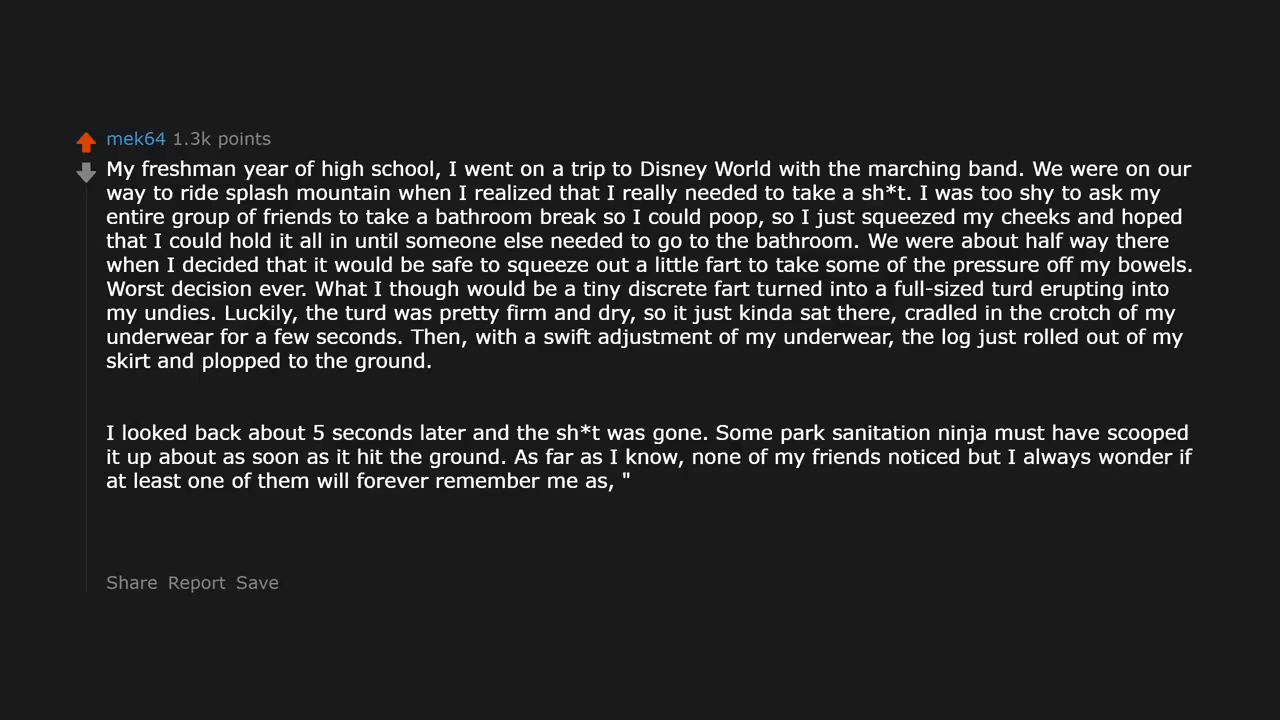 mek64 1.3k points
My freshman year of high school, I went on a trip to Disney World with the marching band. We were on our
way to ride splash mountain when I realized that I really needed to take a sh*t. I was too shy to ask my
entire group of friends to take a bathroom break so I could poop, so I just squeezed my cheeks and hoped
that I could hold it all in until someone else needed to go to the bathroom. We were about half way there
when I decided that it would be safe to squeeze out a little fart to take some of the pressure off my bowels.
Worst decision ever. What I though would be a tiny discrete fart turned into a full-sized turd erupting into
my undies. Luckily, the turd was pretty firm and dry, so it just kinda sat there, cradled in the crotch of my
underwear for a few seconds. Then, with a swift adjustment of my underwear, the log just rolled out of my
skirt and plopped to the ground.
I looked back about 5 seconds later and the sh*t was gone. Some park sanitation ninja must have scooped
it up about as soon as it hit the ground. As far as I know, none of my friends noticed but I always wonder if
at least one of them will forever remember me as, "
Share Report Save